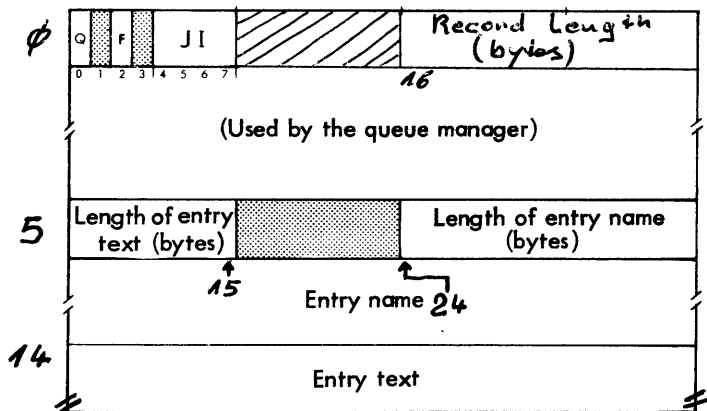 ϕ Q F JI Record Length
(bytes)
0 1 2 3 4 5 6 7 16
(Used by the queue manager)
5 Length of entry text (bytes) Length of entry name (bytes)
15 24
Entry name
14 Entry text